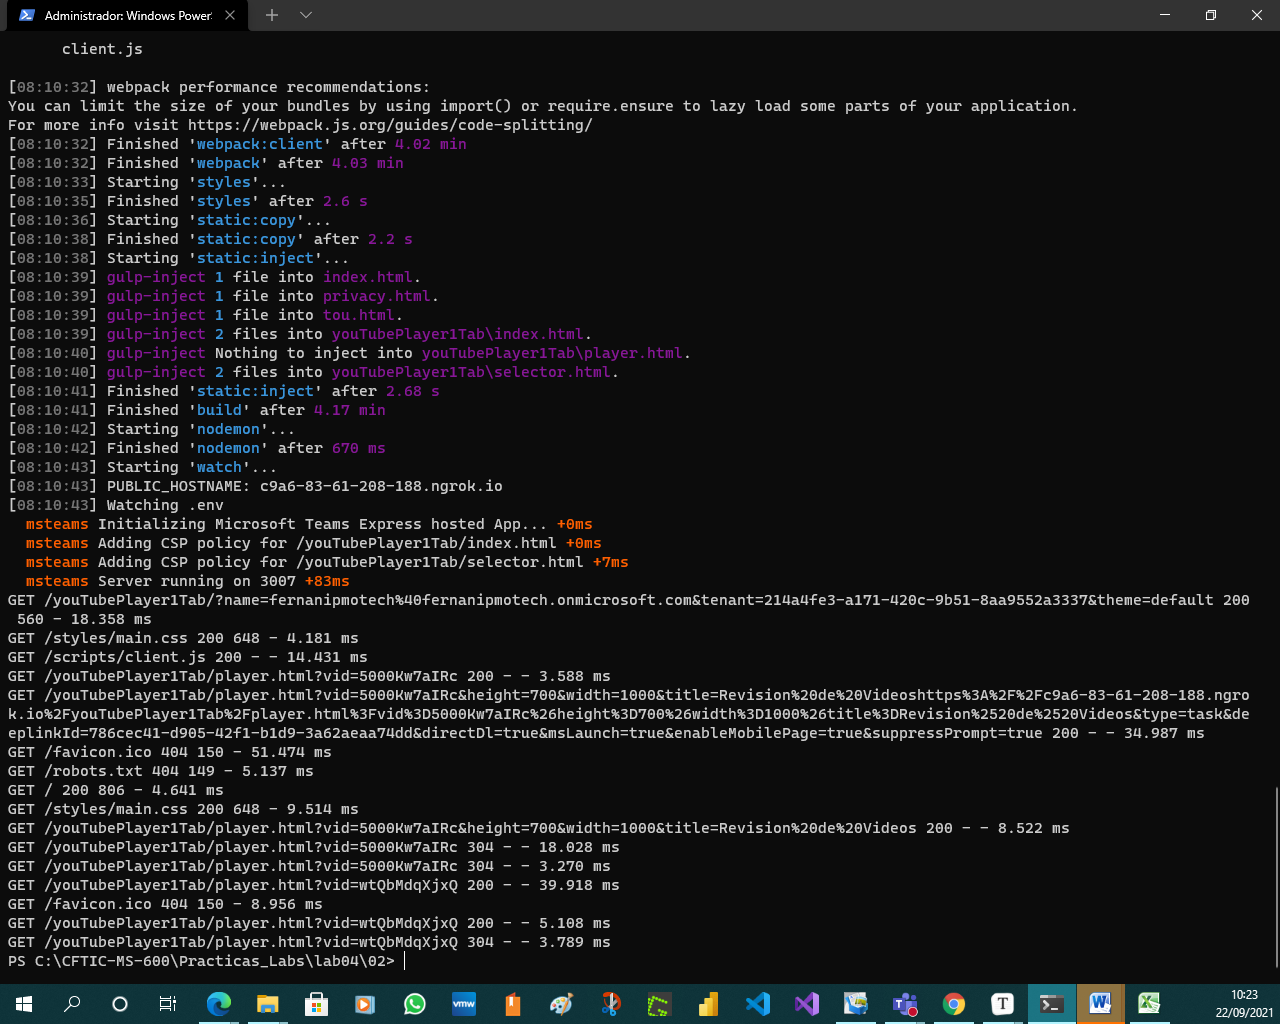 Administrador: Windows Power
client.js
[08:10:32] webpack performance recommendations:
You can limit the size of your bundles by using import() or require.ensure to lazy load some parts of your application.
For more info visit https://webpack.js.org/guides/code-splitting/
[08:10:32] Finished 'webpack:client' after 4.02 min
[08:10:32] Finished 'webpack' after 4.03 min
[08:10:33] Starting 'styles'...
[08:10:35] Finished 'styles' after 2.6 s
[08:10:36] Starting 'static:copy'...
[08:10:38] Finished 'static:copy' after 2.2 s
[08:10:38] Starting 'static:inject'...
[08:10:39] gulp-inject 1 file into index.html.
[08:10:39] gulp-inject 1 file into privacy.html.
[08:10:39] gulp-inject 1 file into tou.html.
[08:10:39] gulp-inject 2 files into youTubePlayer1Tab\index.html.
[08:10:40] gulp-inject Nothing to inject into youTubePlayer1Tab\player.html.
[08:10:40] gulp-inject 2 files into youTubePlayer1Tab\selector.html.
[08:10:41] Finished 'static:inject' after 2.68 s
[08:10:41] Finished 'build' after 4.17 min
[08:10:42] Starting 'nodemon'...
[08:10:42] Finished 'nodemon' after 670 ms
[08:10:43] Starting 'watch'...
[08:10:43] PUBLIC_HOSTNAME: c9a6-83-61-208-188.ngrok.io
[08:10:43] Watching .env
msteams Initializing Microsoft Teams Express hosted App... +0ms
msteams Adding CSP policy for /youTubePlayer1Tab/index.html +0ms
msteams Adding CSP policy for /youTubePlayer1Tab/selector.html +7ms
msteams Server running on 3007 +83ms
GET /youTubePlayer1Tab/?name=fernanipmotech%40fernanipmotech.onmicrosoft.com&tenant=214a4fe3-a171-420c-9b51-8aa9552a3337&theme=default 200
560 - 18.358 ms
GET /styles/main.css 200 648 - 4.181 ms
GET /scripts/client.js 200 - - 14.431 ms
GET /youTubePlayer1Tab/player.html?vid=5000Kw7aIRc 200 - - 3.588 ms
GET /youTubePlayer1Tab/player.html?vid=5000Kw7aIRc&height=700&width=1000&title=Revision%20de%20Videoshttps%3A%2F%2Fc9a6-83-61-208-188.ngro
k.io%2FyouTubePlayer1Tab%2Fplayer.html%3Fvid%3D5000Kw7aIRc%26height%3D700%26width%3D1000%26title%3DRevision%2520de%2520Videos&type=task&de
eplinkId=786cec41-d905-42f1-b1d9-3a62aeaa74dd&directDl=true&msLaunch=true&enableMobilePage=true&suppressPrompt=true 200 - - 34.987 ms
GET /favicon.ico 404 150 - 51.474 ms
GET /robots.txt 404 149 - 5.137 ms
GET / 200 806 - 4.641 ms
GET /styles/main.css 200 648 - 9.514 ms
GET /youTubePlayer1Tab/player.html?vid=5000Kw7aIRc&height=700&width=1000&title=Revision%20de%20Videos 200 - - 8.522 ms
GET /youTubePlayer1Tab/player.html?vid=5000Kw7aIRc 304 - - 18.028 ms
GET /youTubePlayer1Tab/player.html?vid=5000Kw7aIRc 304 - - 3.270 ms
GET /youTubePlayer1Tab/player.html?vid=wtQbMdqXjxQ 200 - - 39.918 ms
GET /favicon.ico 404 150 - 8.956 ms
GET /youTubePlayer1Tab/player.html?vid=wtQbMdqXjxQ 200 - - 5.108 ms
GET /youTubePlayer1Tab/player.html?vid=wtQbMdqXjxQ 304 - - 3.789 ms
PS C:\CFTIC-MS-600\Practicas_Labs\lab04\02>
vmw
10:23
22/09/2021